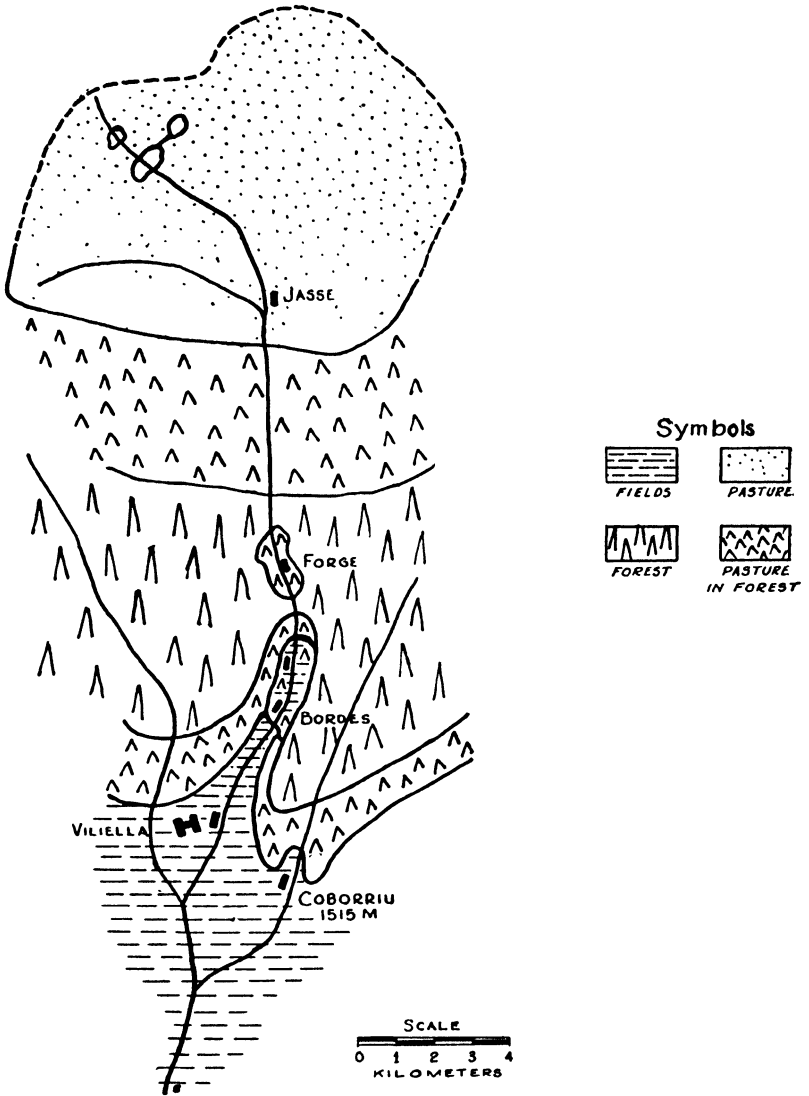 JASSE
Symbols
FIELDS
PASTURE.
FOREST
PASTURE
IN FOREST
FORGE
BORDES
VILIELLA
COBORRIU
1515 M
SCALE
0 1 2 3 4
KILOMETERS